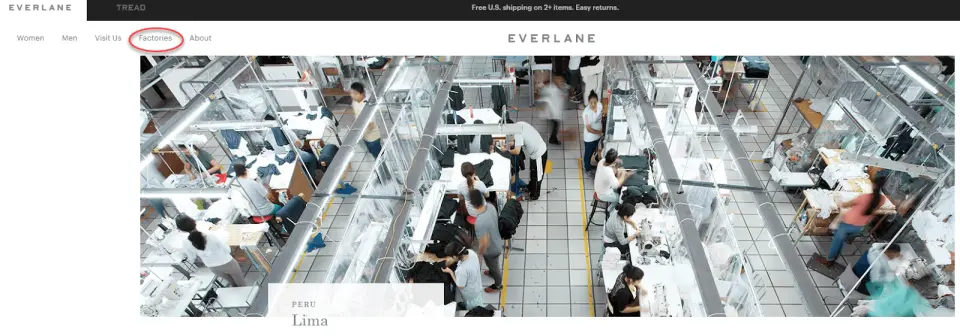 EVERLANE
TREAD
Free U.S. shipping on 2+ items. Easy returns.
Women Men Visit Us Factories About
EVERLANE
PERU
Lima